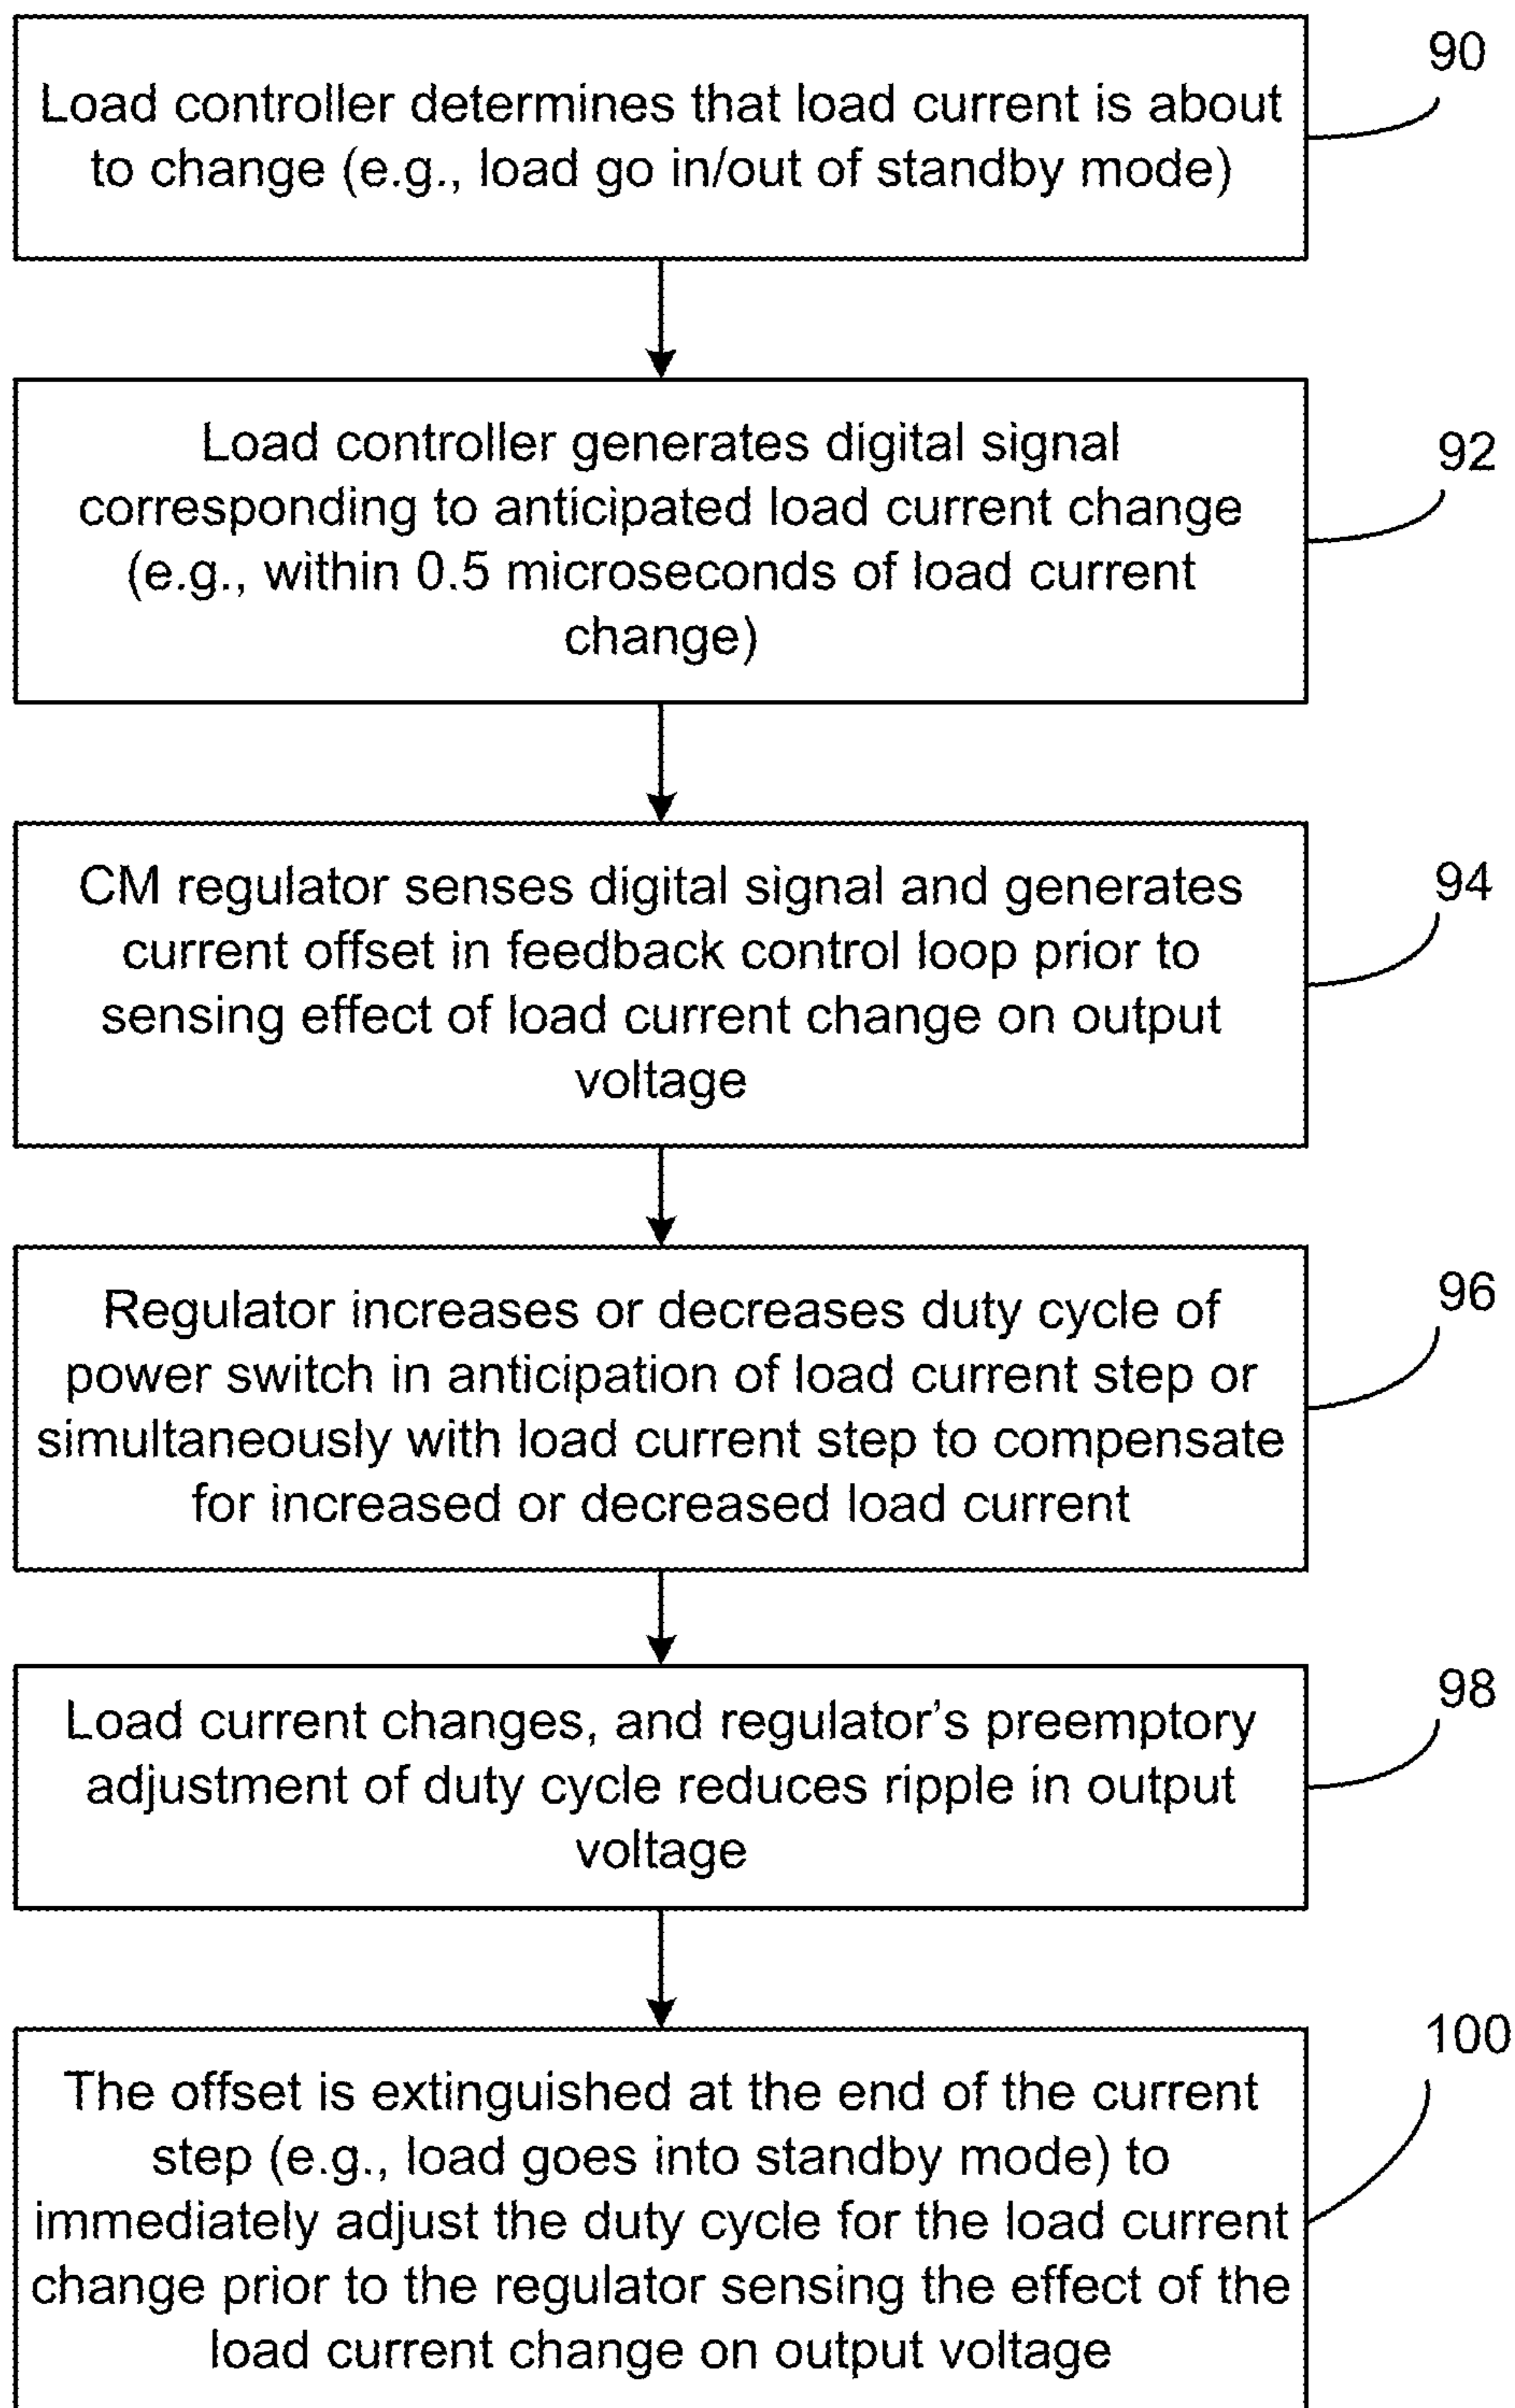 90
Load controller determines that load current is about
to change (e.g., load go in/out of standby mode)
92
Load controller generates digital signal
corresponding to anticipated load current change
(e.g., within 0.5 microseconds of load current
change)
94
CM regulator senses digital signal and generates
current offset in feedback control loop prior to
sensing effect of load current change on output
voltage
96
Regulator increases or decreases duty cycle of
power switch in anticipation of load current step or
simultaneously with load current step to compensate
for increased or decreased load current
98
Load current changes, and regulator’s preemptory
adjustment of duty cycle reduces ripple in output
voltage
100
The offset is extinguished at the end of the current
step (e.g., load goes into standby mode) to
immediately adjust the duty cycle for the load current
change prior to the regulator sensing the effect of the
load current change on output voltage